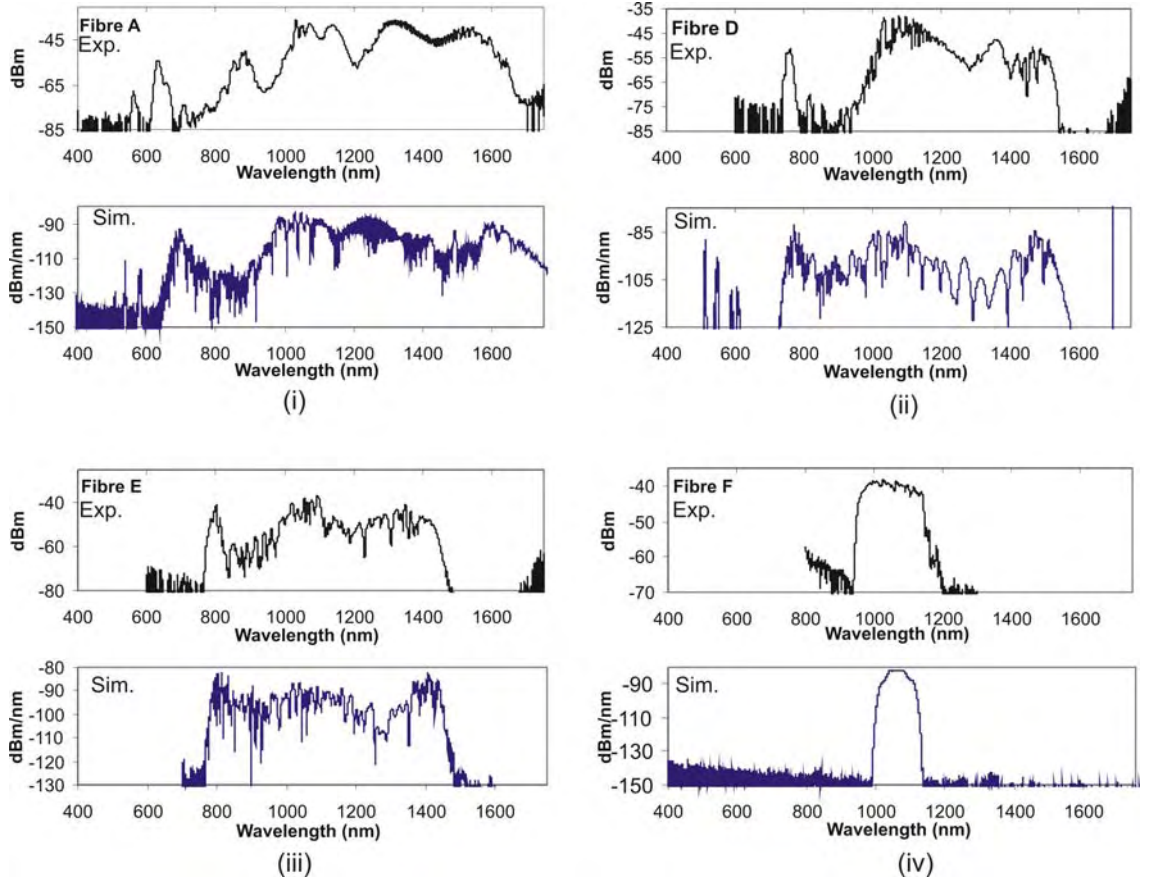 Fibre A
Exp.
dBm
-45
-65
-85
400 600 800 1000 1200 1400 1600
Wavelength (nm)
Sim.
dBm/nm
-90
-110
-130
-150
400 600 800 1000 1200 1400 1600
Wavelength (nm)
(i)
Fibre D
Exp.
dBm
-35
-45
-55
-65
-75
-85
400 600 800 1000 1200 1400 1600
Wavelength (nm)
Sim.
dBm/nm
-85
-105
-125
400 600 800 1000 1200 1400 1600
Wavelength (nm)
(ii)
Fibre E
Exp.
dBm
-40
-60
-80
400 600 800 1000 1200 1400 1600
Wavelength (nm)
Sim.
dBm/nm
-80
-90
-100
-110
-120
-130
400 600 800 1000 1200 1400 1600
Wavelength (nm)
(iii)
Fibre F
Exp.
dBm
-40
-50
-60
-70
400 600 800 1000 1200 1400 1600
Wavelength (nm)
Sim.
dBm/nm
-90
-110
-130
-150
400 600 800 1000 1200 1400 1600
Wavelength (nm)
(iv)